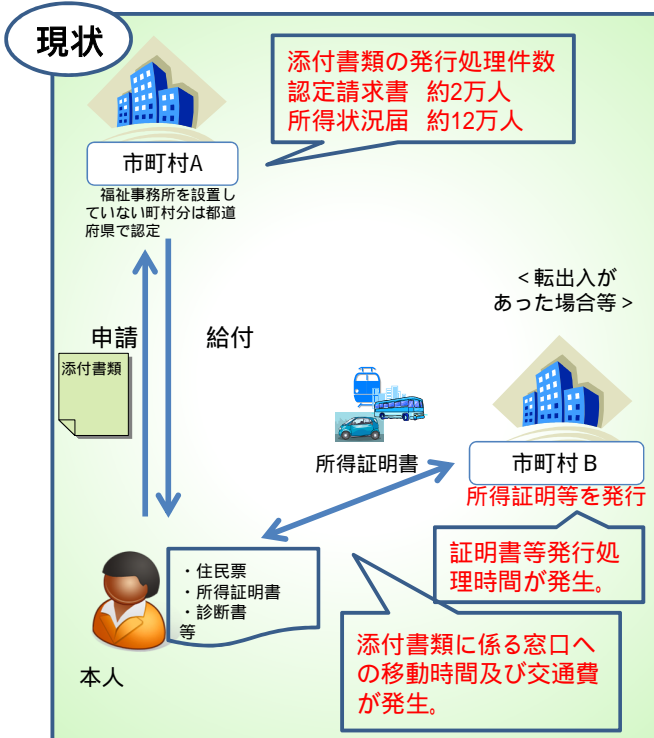 現状
添付書類の発行処理件数
認定請求書 約2万人
所得状況届 約12万人
市町村A
福祉事務所を設置し
ていない町村分は都道
府県で認定
<転出入が
あった場合等>
申請
給付
添付書類
所得証明書
市町村B
所得証明等を発行
証明書等発行処
理時間が発生。
・住民票
・所得証明書
・診断書
等
添付書類に係る窓口へ
の移動時間及び交通費
が発生。
本人